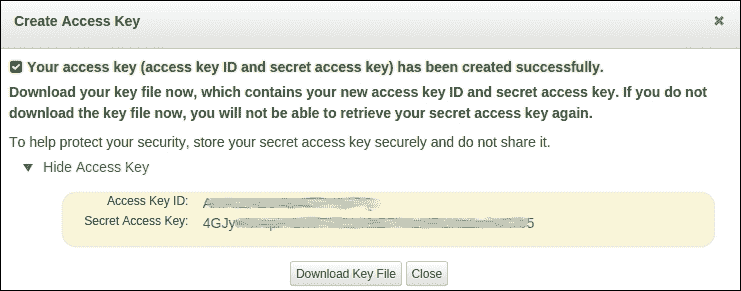 Create Access Key
Your access key (access key ID and secret access key) has been created successfully.
Download your key file now, which contains your new access key ID and secret access key. If you do not
download the key file now, you will not be able to retrieve your secret access key again.
To help protect your security, store your secret access key securely and do not share it.
Hide Access Key
Access Key ID:
Secret Access Key:
Download Key File Close